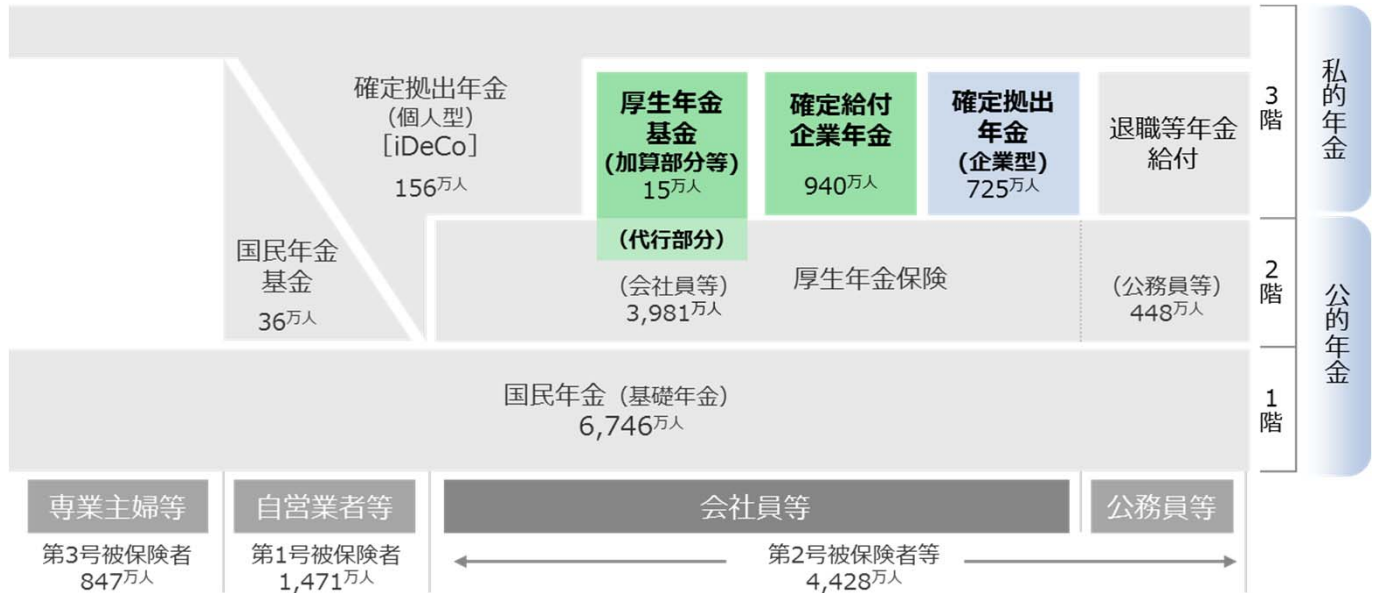 確定拠出年金
（個人型）
［iDeCo］
156万人
厚生年金
基金
(加算部分等)
15万人
(代行部分)
確定給付
企業年金
940万人
確定拠出
年金
(企業型)
725万人
退職等年金
給付
3階
私的年金
国民年金
基金
36万人
（会社員等）
3,981万人
厚生年金保険
（公務員等）
448万人
2階
公的年金
国民年金（基礎年金）
6,746万人
1階
専業主婦等
自営業者等
会社員等
公務員等
第3号被保険者
847万人
第1号被保険者
1,471万人
第2号被保険者等
4,428万人